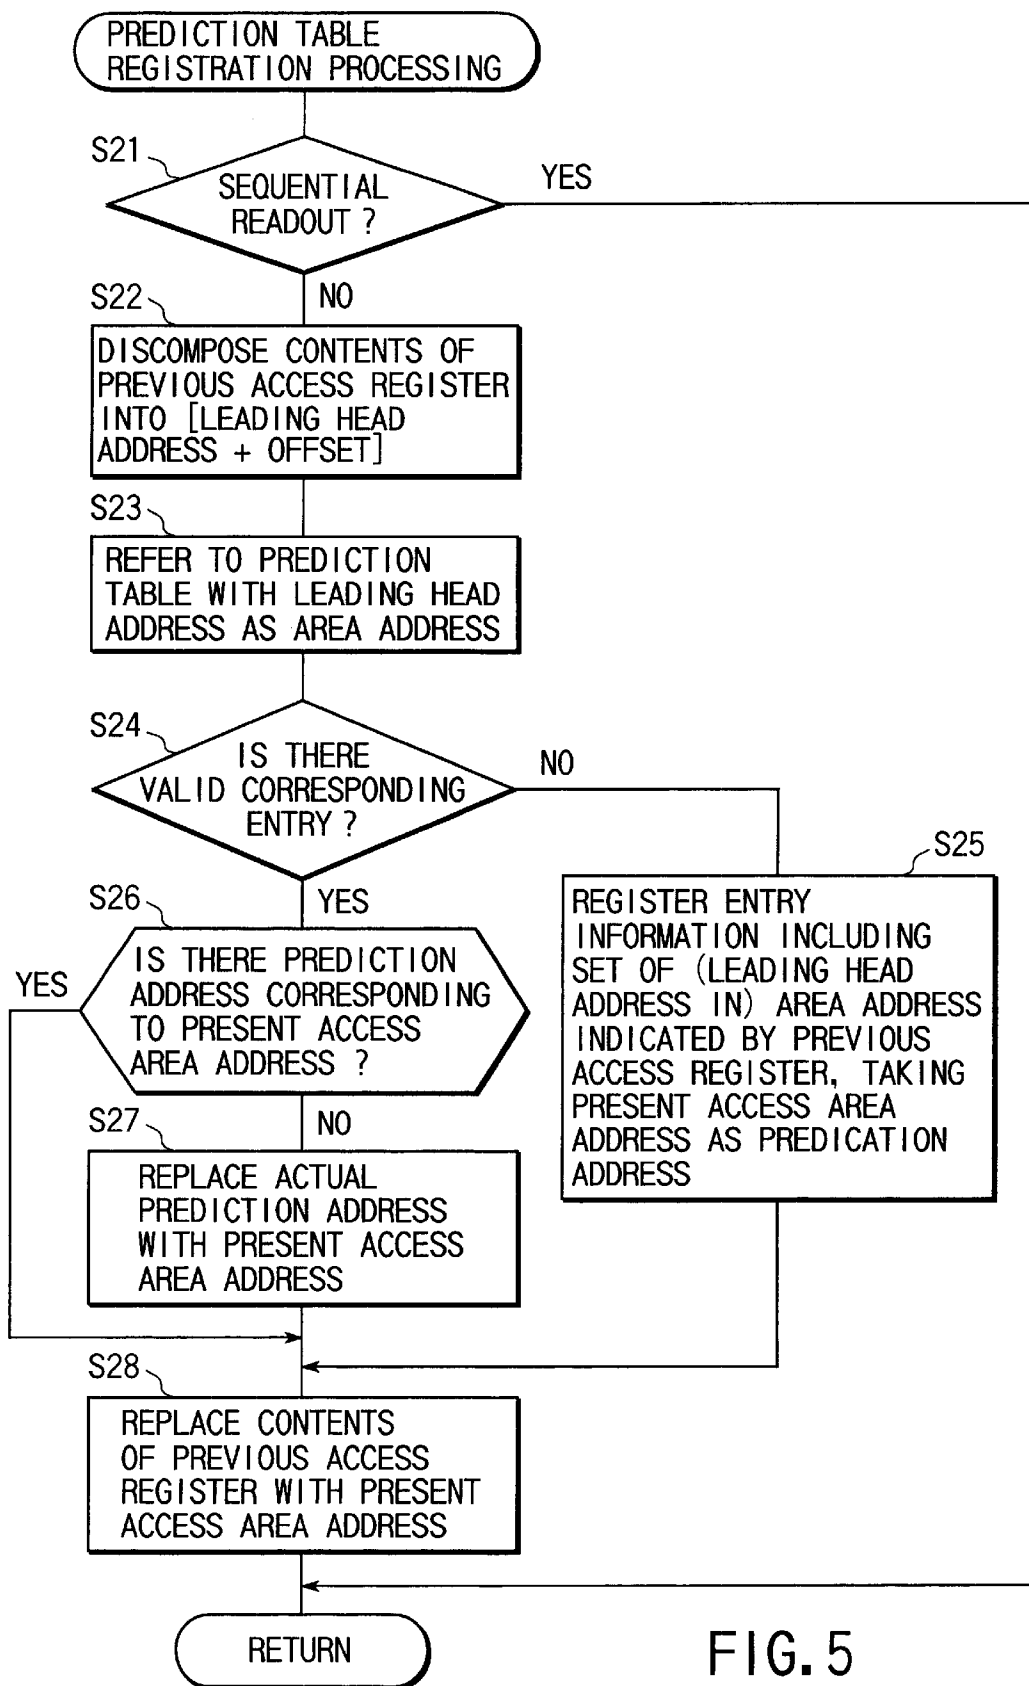 PREDICTION TABLE
REGISTRATION PROCESSING
S21
SEQUENTIAL
READOUT ?
YES
NO
S22
DISCOMPOSE CONTENTS OF
PREVIOUS ACCESS REGISTER
INTO [LEADING HEAD
ADDRESS + OFFSET]
S23
REFER TO PREDICTION
TABLE WITH LEADING HEAD
ADDRESS AS AREA ADDRESS
S24
IS THERE
VALID CORRESPONDING
ENTRY ?
NO
YES
S25
REGISTER ENTRY
INFORMATION INCLUDING
SET OF (LEADING HEAD
ADDRESS IN) AREA ADDRESS
INDICATED BY PREVIOUS
ACCESS REGISTER, TAKING
PRESENT ACCESS AREA
ADDRESS AS PREDICATION
ADDRESS
S26
IS THERE PREDICTION
ADDRESS CORRESPONDING
TO PRESENT ACCESS
AREA ADDRESS ?
YES
NO
S27
REPLACE ACTUAL
PREDICTION ADDRESS
WITH PRESENT ACCESS
AREA ADDRESS
S28
REPLACE CONTENTS
OF PREVIOUS ACCESS
REGISTER WITH PRESENT
ACCESS AREA ADDRESS
RETURN
FIG. 5